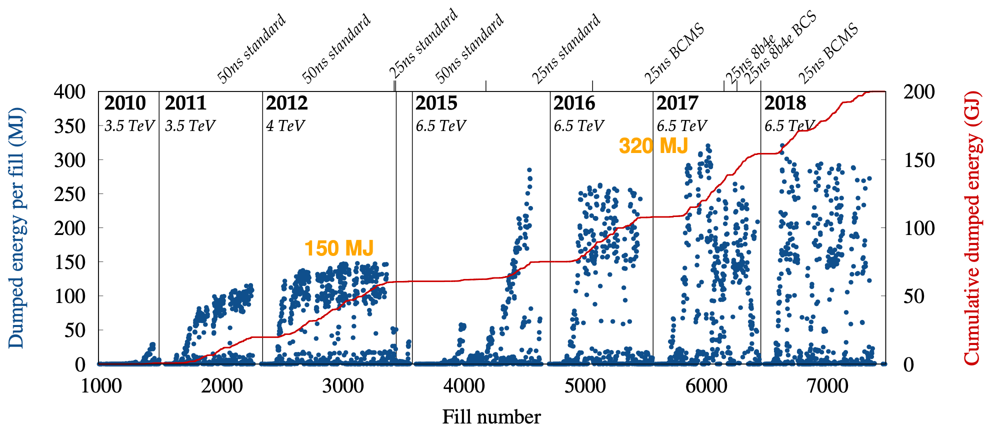 50ns standard
50ns standard
25ns standard
50ns standard
25ns standard
25ns BCMS
25ns 8b4e
25ns 8b4e BCS
25ns BCMS
Dumped energy per fill (MJ)
400
350
300
250
200
150
100
50
0
2010
3.5 TeV
2011
3.5 TeV
2012
4 TeV
2015
6.5 TeV
2016
6.5 TeV
2017
6.5 TeV
2018
6.5 TeV
150 MJ
320 MJ
200
150
100
50
0
Cumulative dumped energy (GJ)
1000
2000
3000
4000
5000
6000
7000
Fill number